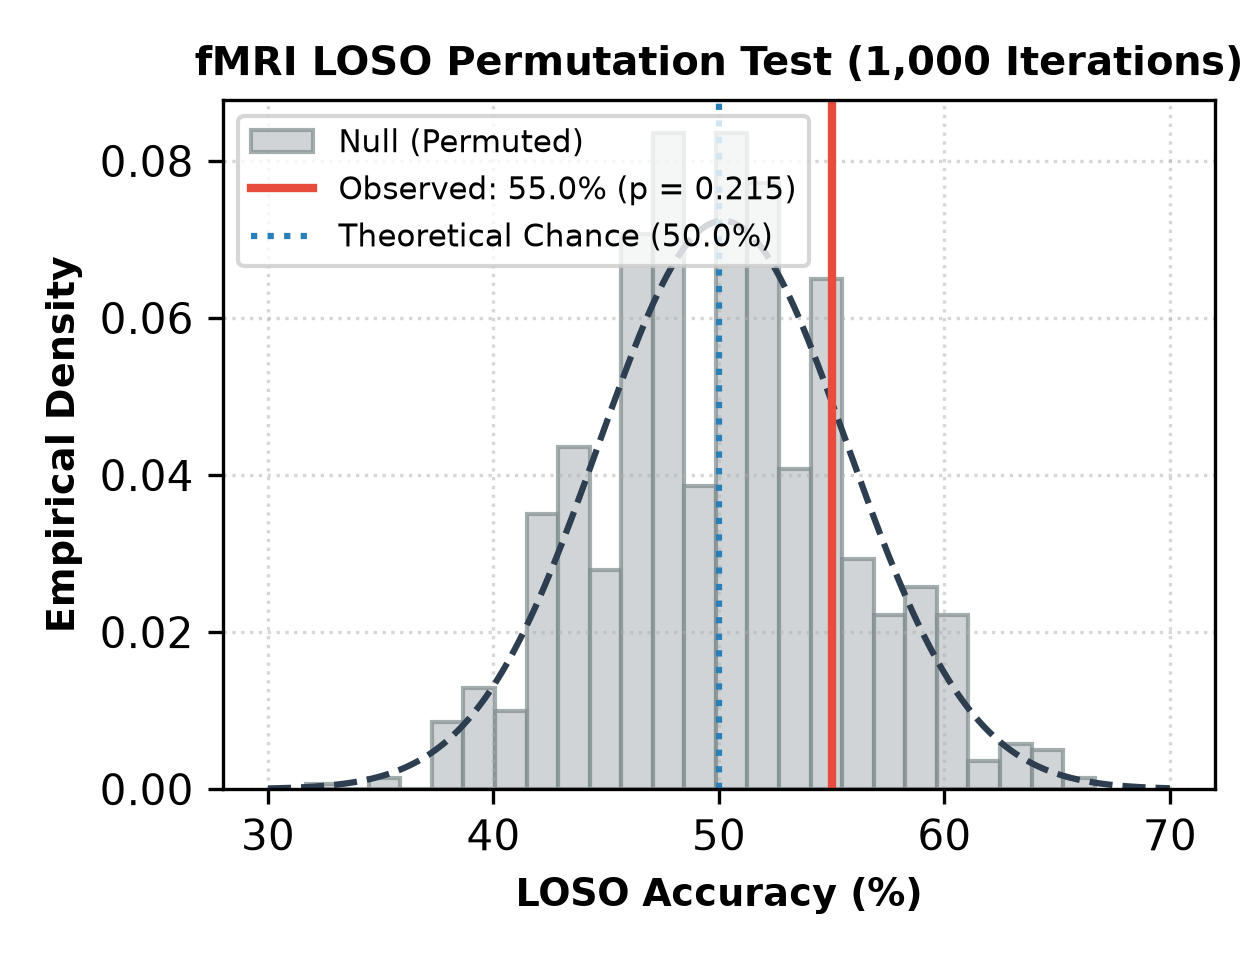 fMRI LOSO Permutation Test (1,000 Iterations)
Null (Permuted)
Observed: 55.0% (p = 0.215)
Theoretical Chance (50.0%)
Empirical Density
0.08
0.06
0.04
0.02
0.00
30 40 50 60 70
LOSO Accuracy (%)